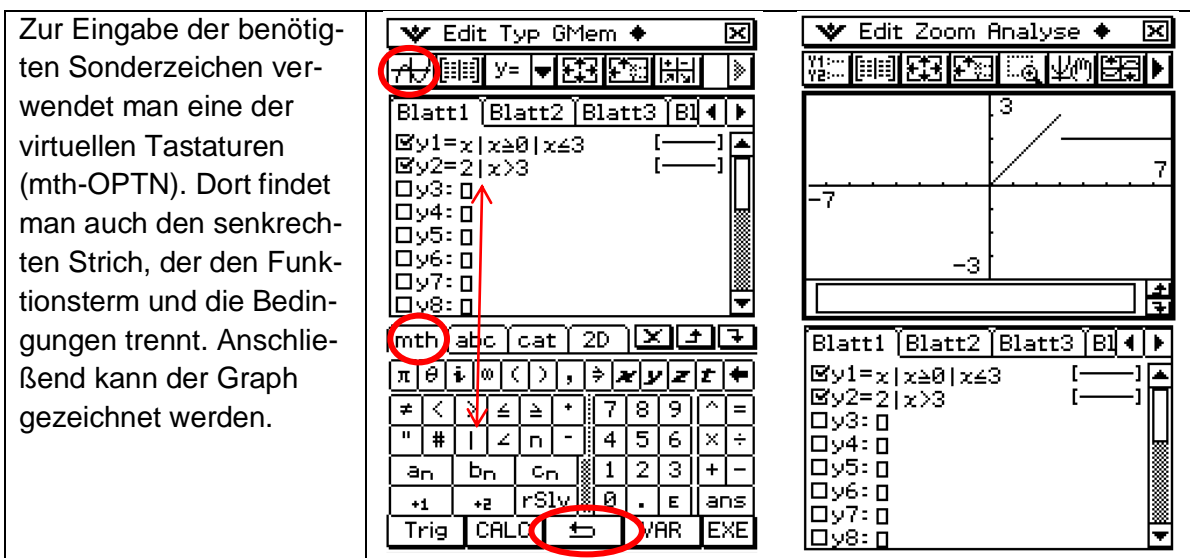 Zur Eingabe der benötig-
ten Sonderzeichen ver-
wendet man eine der
virtuellen Tastaturen
(mth-OPTN). Dort findet
man auch den senkrech-
ten Strich, der den Funk-
tionsterm und die Bedin-
gungen trennt. Anschlie-
ßend kann der Graph
gezeichnet werden.
Edit Typ GMem
y=
Blatt1 Blatt2 Blatt3 Bl
y1=x|x≥0|x≤3 [—]
y2=2|x>3 [—]
y3:
y4:
y5:
y6:
y7:
y8:
mth abc cat 2D
π θ i ∞ ( ) , ⇒ x y z t
≠ < ≤ ≥ 7 8 9 ^ =
" # | ∠ n - 4 5 6 × ÷
an bn cn 1 2 3 + −
+1 +2 rSlv 0 . E ans
Trig CALC VAR EXE
Edit Zoom Analyse
Y1:
Y2:
3
7
-7
-3
Blatt1 Blatt2 Blatt3 Bl
y1=x|x≥0|x≤3 [—]
y2=2|x>3 [—]
y3:
y4:
y5:
y6:
y7:
y8: